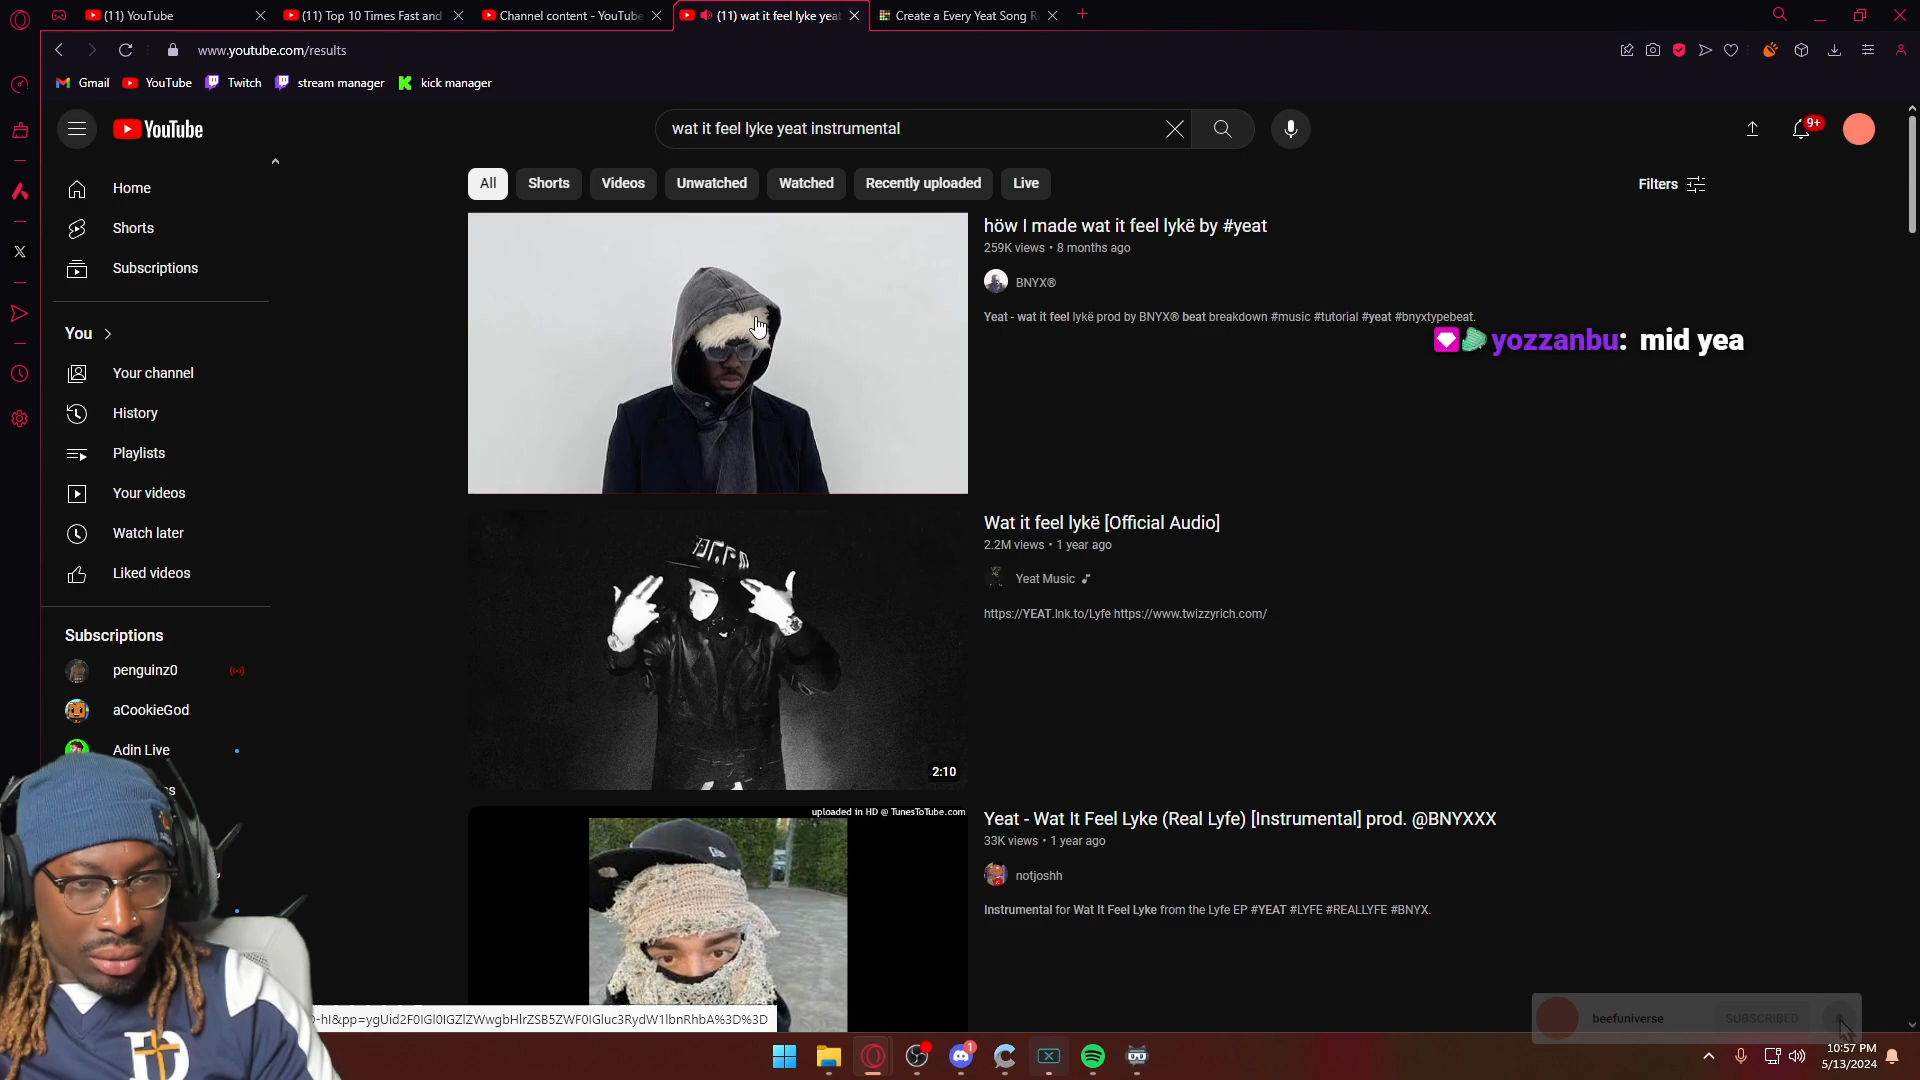 (11) YouTube
(11) Top 10 Times Fast and
Channel content - YouTube
(11) wat it feel lyke yeat
Create a Every Yeat Song R
www.youtube.com/results
Gmail
YouTube
Twitch
stream manager
kick manager
YouTube
wat it feel lyke yeat instrumental
9+
Home
Shorts
Subscriptions
You
Your channel
History
Playlists
Your videos
Watch later
Liked videos
Subscriptions
penguinz0
aCookieGod
Adin Live
All
Shorts
Videos
Unwatched
Watched
Recently uploaded
Live
Filters
höw I made wat it feel lykë by #yeat
259K views • 8 months ago
BNYX®
Yeat - wat it feel lykë prod by BNYX® beat breakdown #music #tutorial #yeat #bnyxtypebeat.
yozzanbu: mid yea
Wat it feel lykë [Official Audio]
2.2M views • 1 year ago
Yeat Music
https://YEAT.lnk.to/Lyfe https://www.twizzyrich.com/
2:10
uploaded in HD @ TunesToTube.com
Yeat - Wat It Feel Lyke (Real Lyfe) [Instrumental] prod. @BNYXXX
33K views • 1 year ago
notjoshh
Instrumental for Wat It Feel Lyke from the Lyfe EP #YEAT #LYFE #REALLYFE #BNYX.
beefuniverse
SUBSCRIBED
1
10:57 PM
5/13/2024